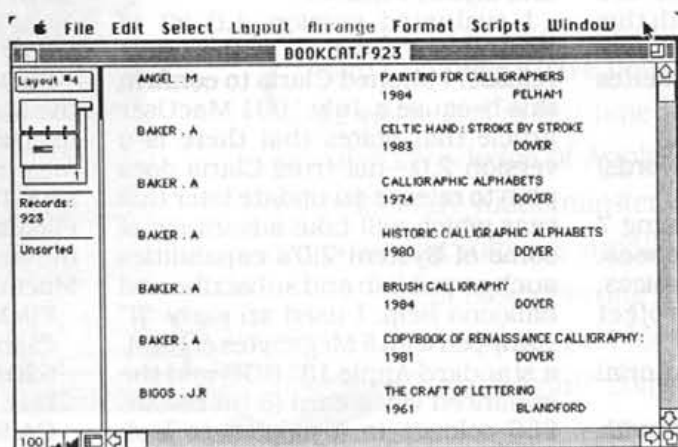 File Edit Select Layout Arrange Format Scripts Window
BOOKCAT.F923
Layout #4
1
Records:
923
Unsorted
ANGEL . M PAINTING FOR CALLIGRAPHERS
1984 PELHAM
BAKER . A CELTIC HAND : STROKE BY STROKE
1983 DOVER
BAKER . A CALLIGRAPHIC ALPHABETS
1974 DOVER
BAKER . A HISTORIC CALLIGRAPHIC ALPHABETS
1980 DOVER
BAKER . A BRUSH CALLIGRAPHY
1984 DOVER
BAKER . A COPYBOOK OF RENAISSANCE CALLIGRAPHY :
1981 DOVER
BIGGS . J.R THE CRAFT OF LETTERING
1961 BLANDFORD
100